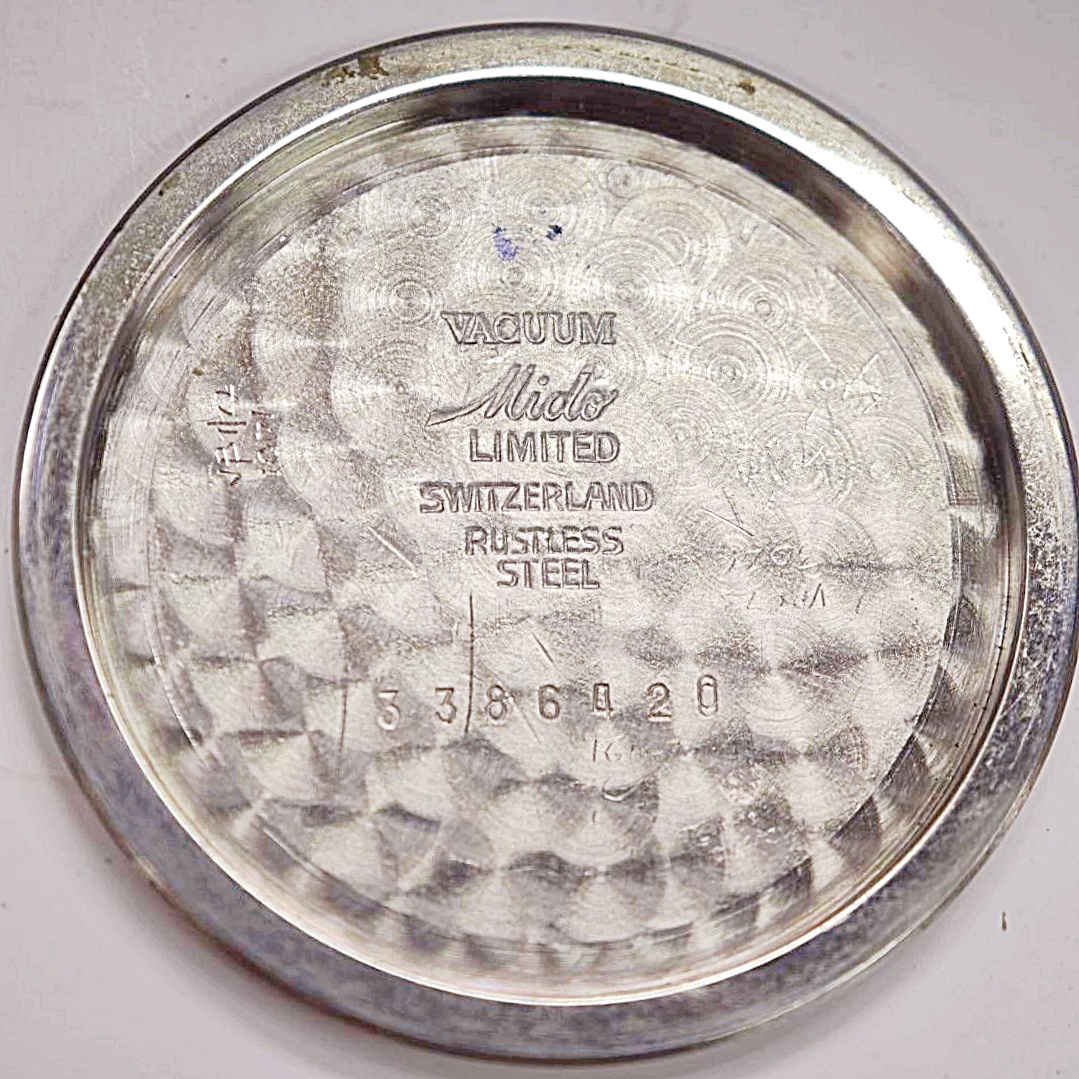 VACUUM
Mido
LIMITED
SWITZERLAND
RUSTLESS
STEEL
3386420